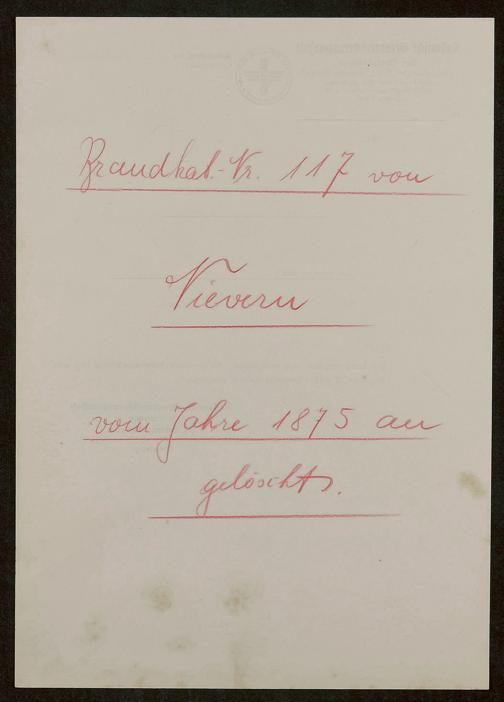 Brandkat.-Nr. 117 von
Nievern
vom Jahre 1875 an
gelöscht.